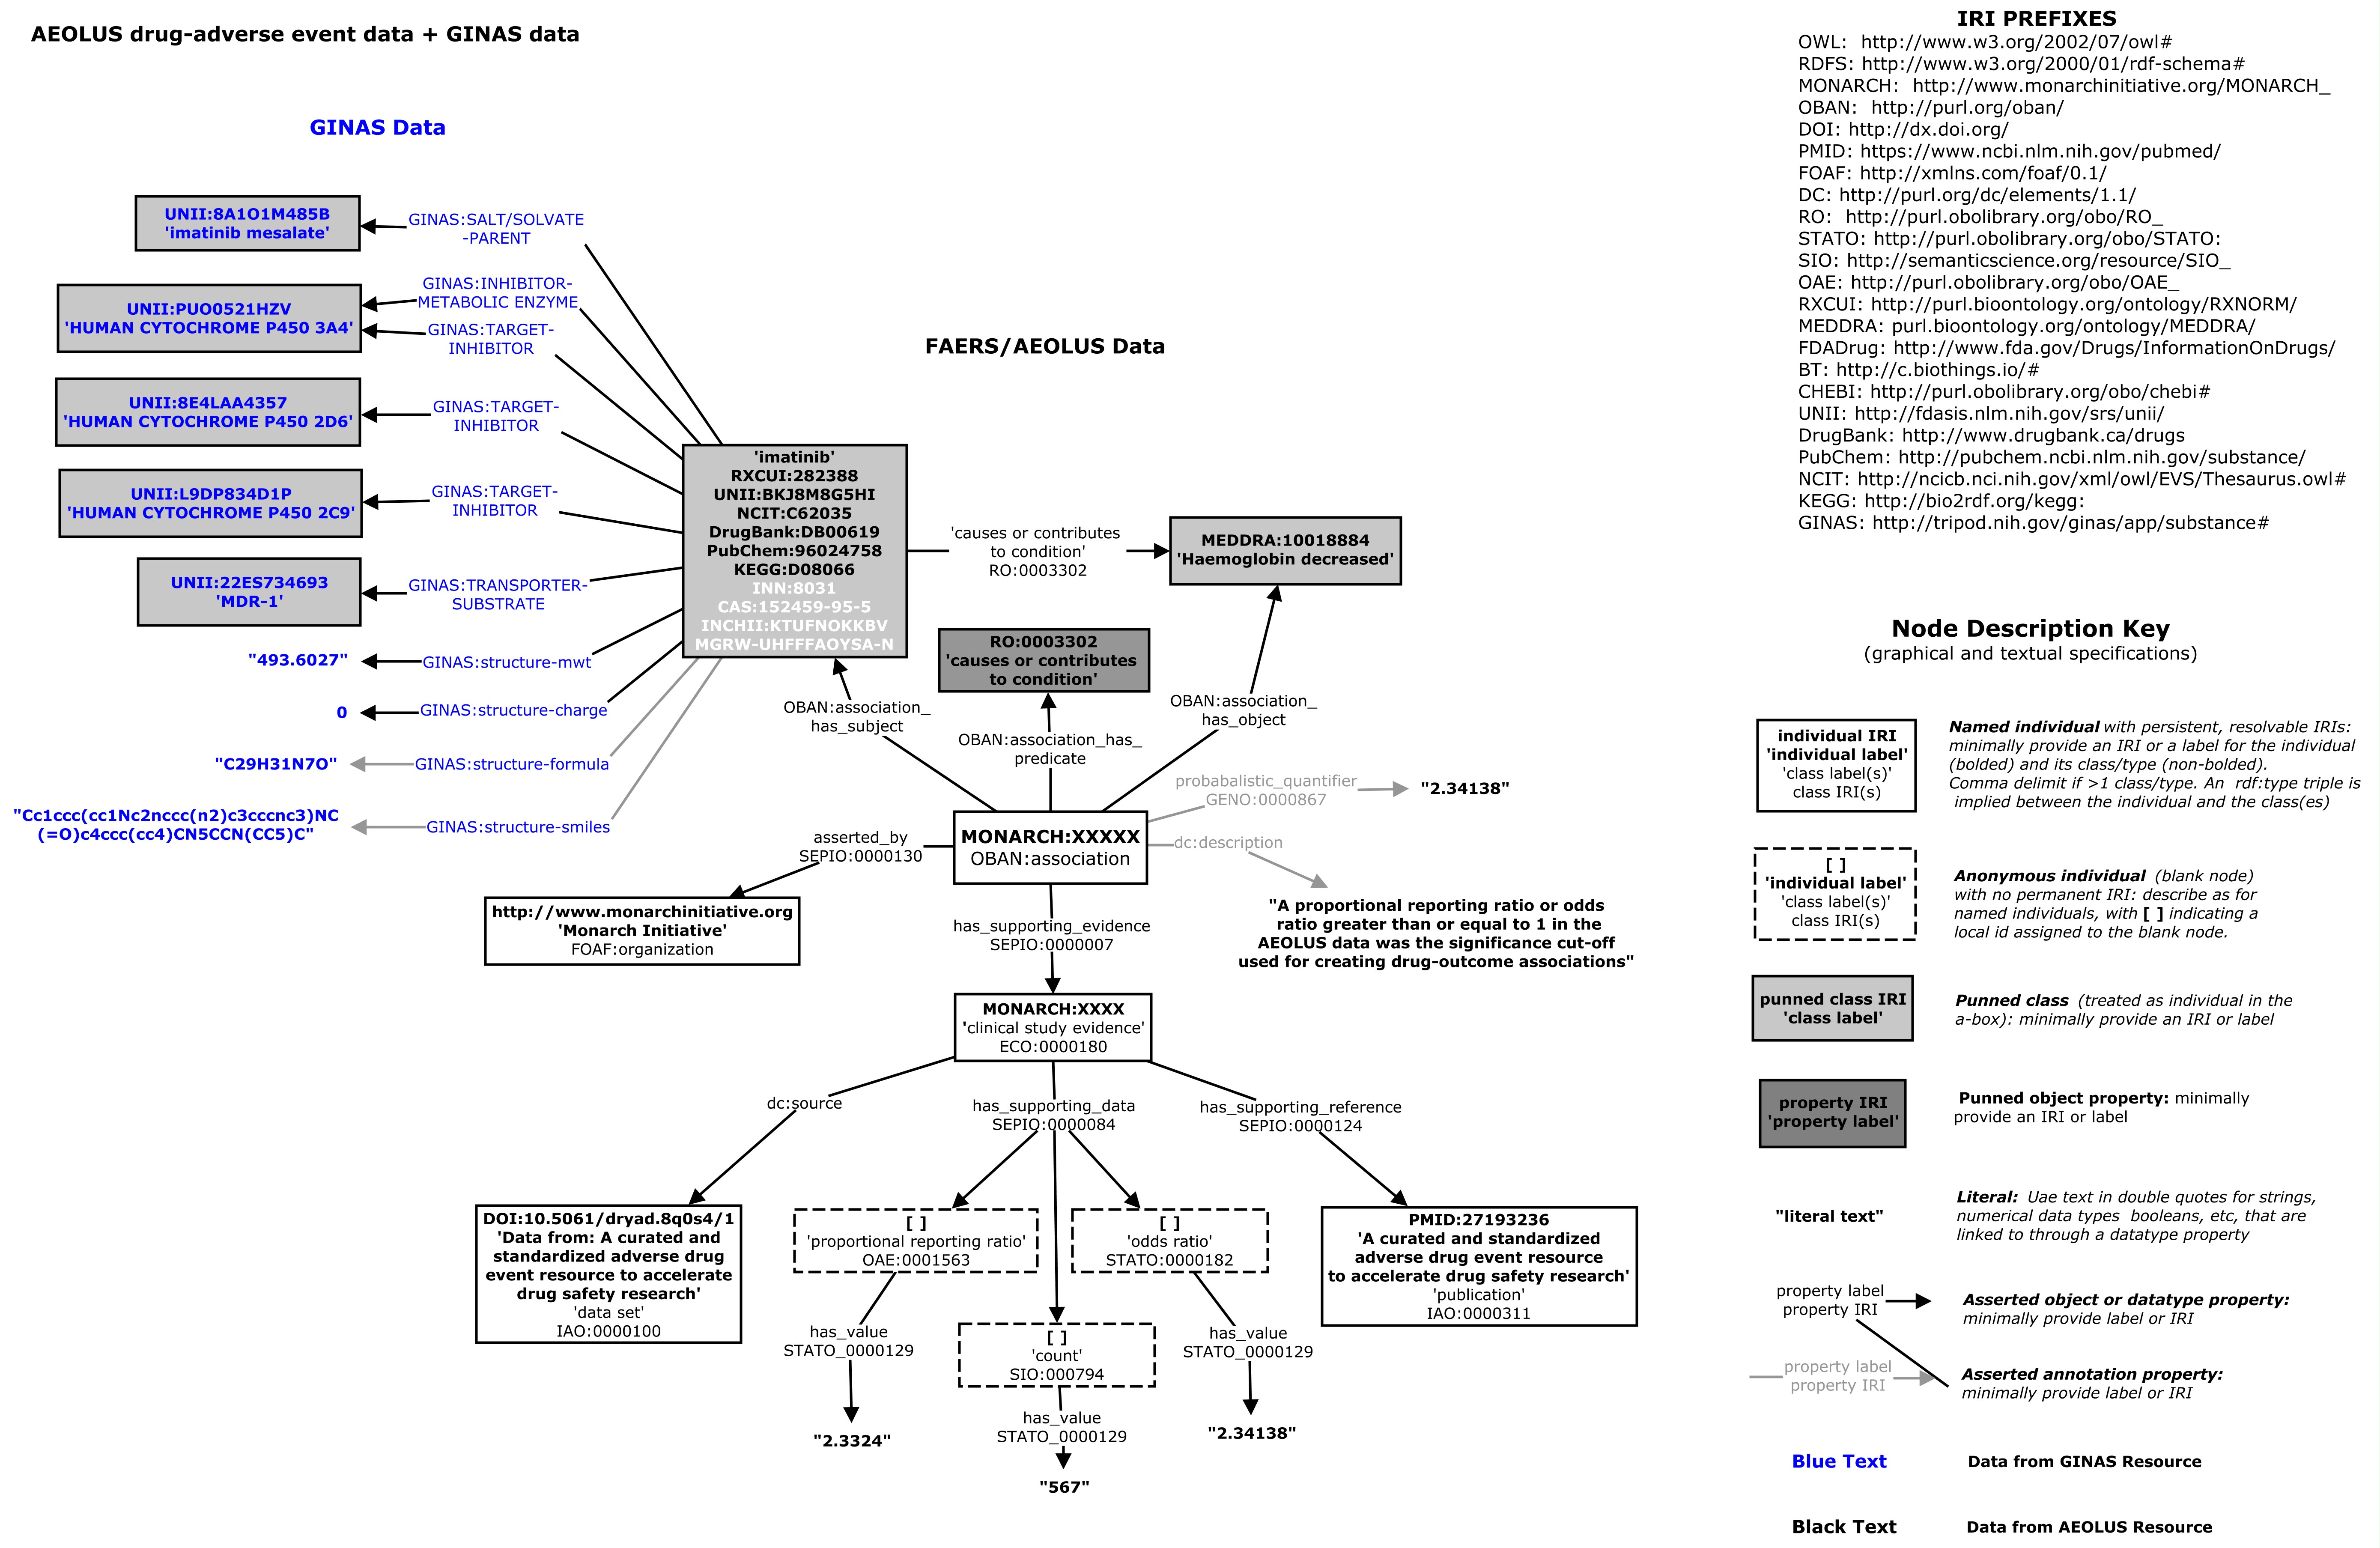 AEOLUS drug-adverse event data + GINAS data
GINAS Data
UNII:8A1O1M485B
'imatinib mesalate'
GINAS:SALT/SOLVATE
-PARENT
UNII:PUO0521HZV
'HUMAN CYTOCHROME P450 3A4'
GINAS:INHIBITOR-
METABOLIC ENZYME
GINAS:TARGET-
INHIBITOR
UNII:8E4LAA4357
'HUMAN CYTOCHROME P450 2D6'
GINAS:TARGET-
INHIBITOR
UNII:L9DP834D1P
'HUMAN CYTOCHROME P450 2C9'
GINAS:TARGET-
INHIBITOR
UNII:22ES734693
'MDR-1'
GINAS:TRANSPORTER-
SUBSTRATE
"493.6027"
GINAS:structure-mwt
0
GINAS:structure-charge
"C29H31N7O"
GINAS:structure-formula
"Cc1ccc(cc1Nc2nccc(n2)c3cccnc3)NC
(=O)c4ccc(cc4)CN5CCN(CC5)C"
GINAS:structure-smiles
FAERS/AEOLUS Data
'imatinib'
RXCUI:282388
UNII:BKJ8M8G5HI
NCIT:C62035
DrugBank:DB00619
PubChem:96024758
KEGG:D08066
INN:8031
CAS:152459-95-5
INCHII:KTUFNOKKBV
MGRW-UHFFFAOYSA-N
'causes or contributes
to condition'
RO:0003302
MEDDRA:10018884
'Haemoglobin decreased'
RO:0003302
'causes or contributes
to condition'
OBAN:association_
has_subject
OBAN:association_has_
predicate
OBAN:association_
has_object
probabalistic_quantifier
GENO:0000867
"2.34138"
MONARCH:XXXXX
OBAN:association
dc:description
"A proportional reporting ratio or odds
ratio greater than or equal to 1 in the
AEOLUS data was the significance cut-off
used for creating drug-outcome associations"
asserted_by
SEPIO:0000130
http://www.monarchinitiative.org
'Monarch Initiative'
FOAF:organization
has_supporting_evidence
SEPIO:0000007
MONARCH:XXXX
'clinical study evidence'
ECO:0000180
dc:source
has_supporting_data
SEPIO:0000084
has_supporting_reference
SEPIO:0000124
DOI:10.5061/dryad.8q0s4/1
'Data from: A curated and
standardized adverse drug
event resource to accelerate
drug safety research'
'data set'
IAO:0000100
[ ]
'proportional reporting ratio'
OAE:0001563
[ ]
'odds ratio'
STATO:0000182
PMID:27193236
'A curated and standardized
adverse drug event resource
to accelerate drug safety research'
'publication'
IAO:0000311
has_value
STATO_0000129
[ ]
'count'
SIO:000794
has_value
STATO_0000129
"2.3324"
has_value
STATO_0000129
"2.34138"
"567"
IRI PREFIXES
OWL: http://www.w3.org/2002/07/owl#
RDFS: http://www.w3.org/2000/01/rdf-schema#
MONARCH: http://www.monarchinitiative.org/MONARCH_
OBAN: http://purl.org/oban/
DOI: http://dx.doi.org/
PMID: https://www.ncbi.nlm.nih.gov/pubmed/
FOAF: http://xmlns.com/foaf/0.1/
DC: http://purl.org/dc/elements/1.1/
RO: http://purl.obolibrary.org/obo/RO_
STATO: http://purl.obolibrary.org/obo/STATO:
SIO: http://semanticscience.org/resource/SIO_
OAE: http://purl.obolibrary.org/obo/OAE_
RXCUI: http://purl.bioontology.org/ontology/RXNORM/
MEDDRA: purl.bioontology.org/ontology/MEDDRA/
FDADrug: http://www.fda.gov/Drugs/InformationOnDrugs/
BT: http://c.biothings.io/#
CHEBI: http://purl.obolibrary.org/obo/chebi#
UNII: http://fdasis.nlm.nih.gov/srs/unii/
DrugBank: http://www.drugbank.ca/drugs
PubChem: http://pubchem.ncbi.nlm.nih.gov/substance/
NCIT: http://ncicb.nci.nih.gov/xml/owl/EVS/Thesaurus.owl#
KEGG: http://bio2rdf.org/kegg:
GINAS: http://tripod.nih.gov/ginas/app/substance#
Node Description Key
(graphical and textual specifications)
individual IRI
'individual label'
'class label(s)'
class IRI(s)
Named individual with persistent, resolvable IRIs:
minimally provide an IRI or a label for the individual
(bolded) and its class/type (non-bolded).
Comma delimit if >1 class/type. An rdf:type triple is
implied between the individual and the class(es)
[ ]
'individual label'
'class label(s)'
class IRI(s)
Anonymous individual (blank node)
with no permanent IRI: describe as for
named individuals, with [ ] indicating a
local id assigned to the blank node.
punned class IRI
'class label'
Punned class (treated as individual in the
a-box): minimally provide an IRI or label
property IRI
'property label'
Punned object property: minimally
provide an IRI or label
"literal text"
Literal: Uae text in double quotes for strings,
numerical data types booleans, etc, that are
linked to through a datatype property
property label
property IRI
Asserted object or datatype property:
minimally provide label or IRI
property label
property IRI
Asserted annotation property:
minimally provide label or IRI
Blue Text
Data from GINAS Resource
Black Text
Data from AEOLUS Resource